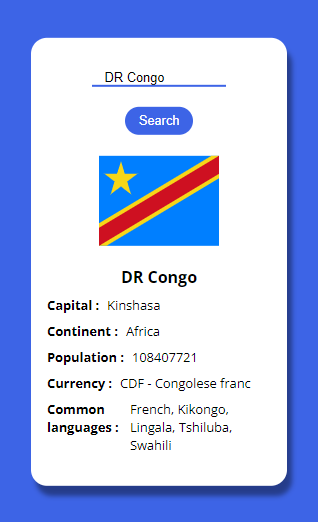 DR Congo
Search
DR Congo
Capital : Kinshasa
Continent : Africa
Population : 108407721
Currency : CDF - Congolese franc
Common languages : French, Kikongo,
Lingala, Tshiluba,
Swahili